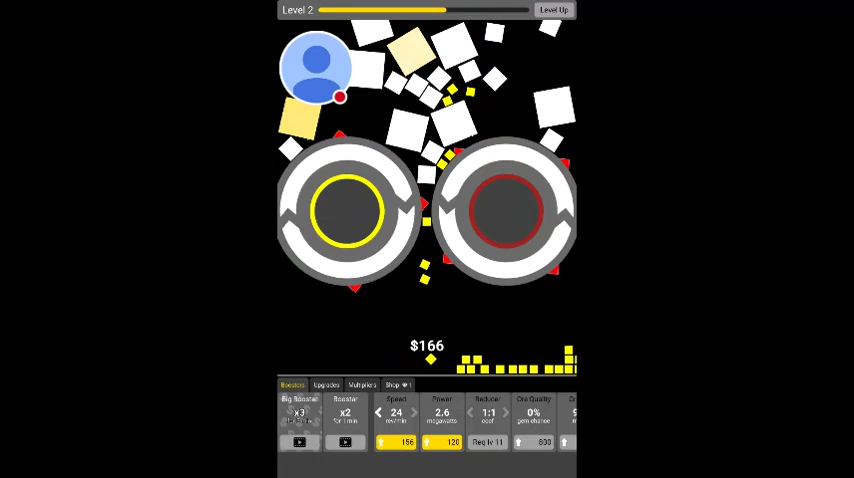 Level 2
Level Up
$166
Boosters
Upgrades
Multipliers
Shop 1
Big Booster
x3
Booster
x2
for 1 min
Speed
24
rev/min
156
Power
2.6
megawatts
120
Reducer
1:1
coef
Req lv 11
Ore Quality
0%
gem chance
800